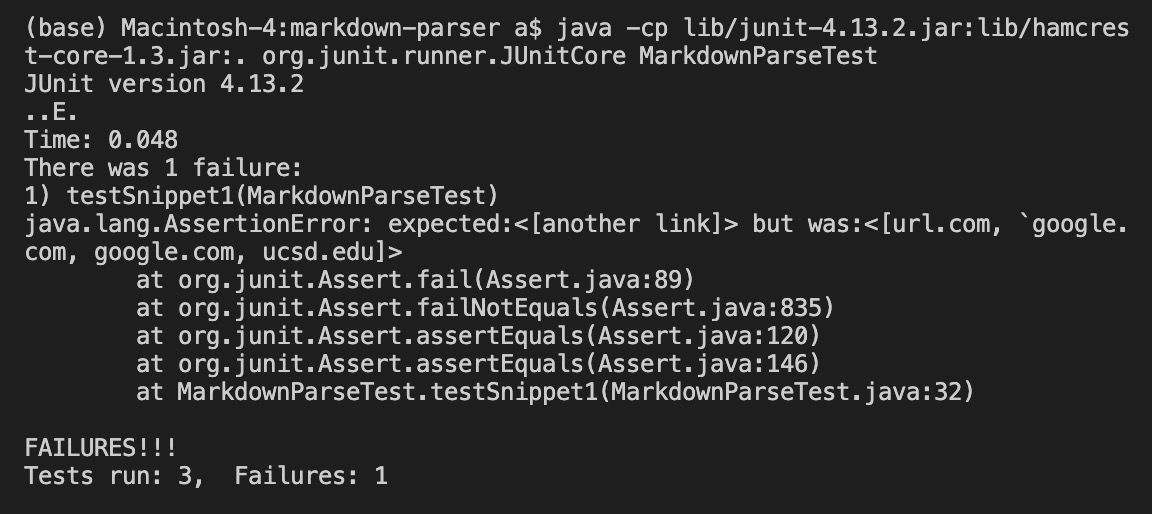 (base) Macintosh-4:markdown-parser a$ java -cp lib/junit-4.13.2.jar:lib/hamcres
t-core-1.3.jar:. org.junit.runner.JUnitCore MarkdownParseTest
JUnit version 4.13.2
..E.
Time: 0.048
There was 1 failure:
1) testSnippet1(MarkdownParseTest)
java.lang.AssertionError: expected:<[another link]> but was:<[url.com, `google.
com, google.com, ucsd.edu]>
        at org.junit.Assert.fail(Assert.java:89)
        at org.junit.Assert.failNotEquals(Assert.java:835)
        at org.junit.Assert.assertEquals(Assert.java:120)
        at org.junit.Assert.assertEquals(Assert.java:146)
        at MarkdownParseTest.testSnippet1(MarkdownParseTest.java:32)

FAILURES!!!
Tests run: 3,  Failures: 1